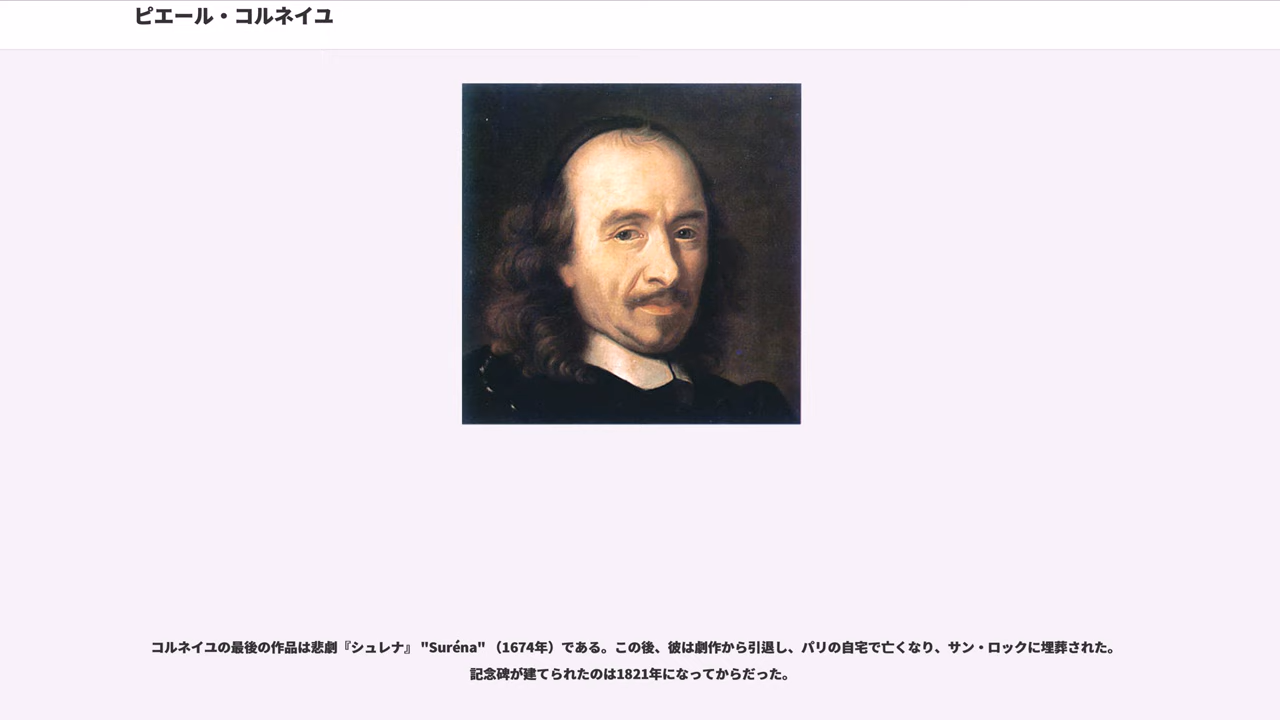 ピエール・コルネイユ
コルネイユの最後の作品は悲劇『シュレナ』 "Suréna" （1674年）である。この後、彼は劇作から引退し、パリの自宅で亡くなり、サン・ロックに埋葬された。
記念碑が建てられたのは1821年になってからだった。